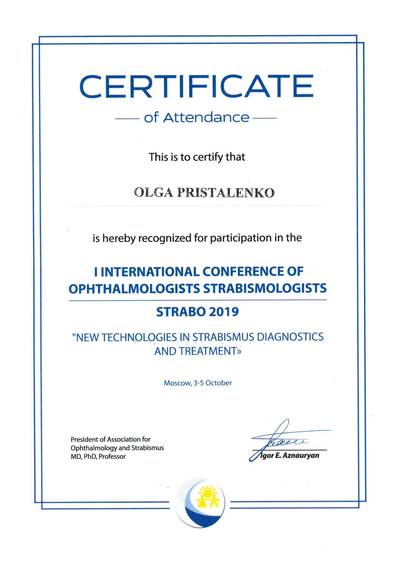 CERTIFICATE
of Attendance
This is to certify that
OLGA PRISTALENKO
is hereby recognized for participation in the
I INTERNATIONAL CONFERENCE OF
OPHTHALMOLOGISTS STRABISMOLOGISTS
STRABO 2019
"NEW TECHNOLOGIES IN STRABISMUS DIAGNOSTICS
AND TREATMENT»
Moscow, 3-5 October
President of Association for
Ophthalmology and Strabismus
MD, PhD, Professor
Igor E. Aznauryan